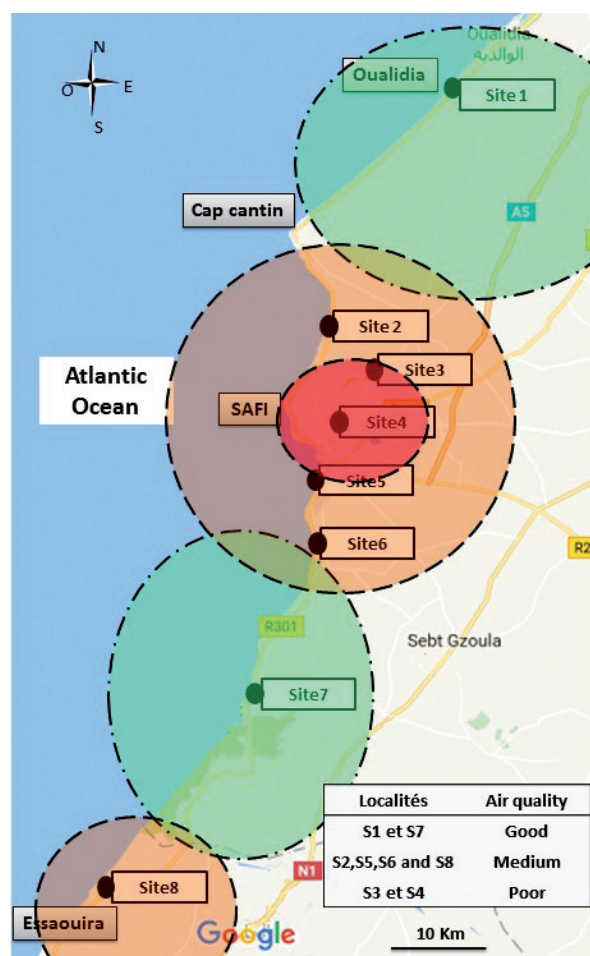 Oualidia
الوالدية
N
O
E
S
Oualidia
Site 1
Cap cantin
A5
Site 2
Site3
Atlantic
Ocean
SAFI
Site4
Site5
Site6
R2
R301
Sebt Gzoula
Site7
Localités Air quality
S1 et S7 Good
S2,S5,S6 and S8 Medium
S3 et S4 Poor
N1
Site8
Essaouira
Google
10 Km